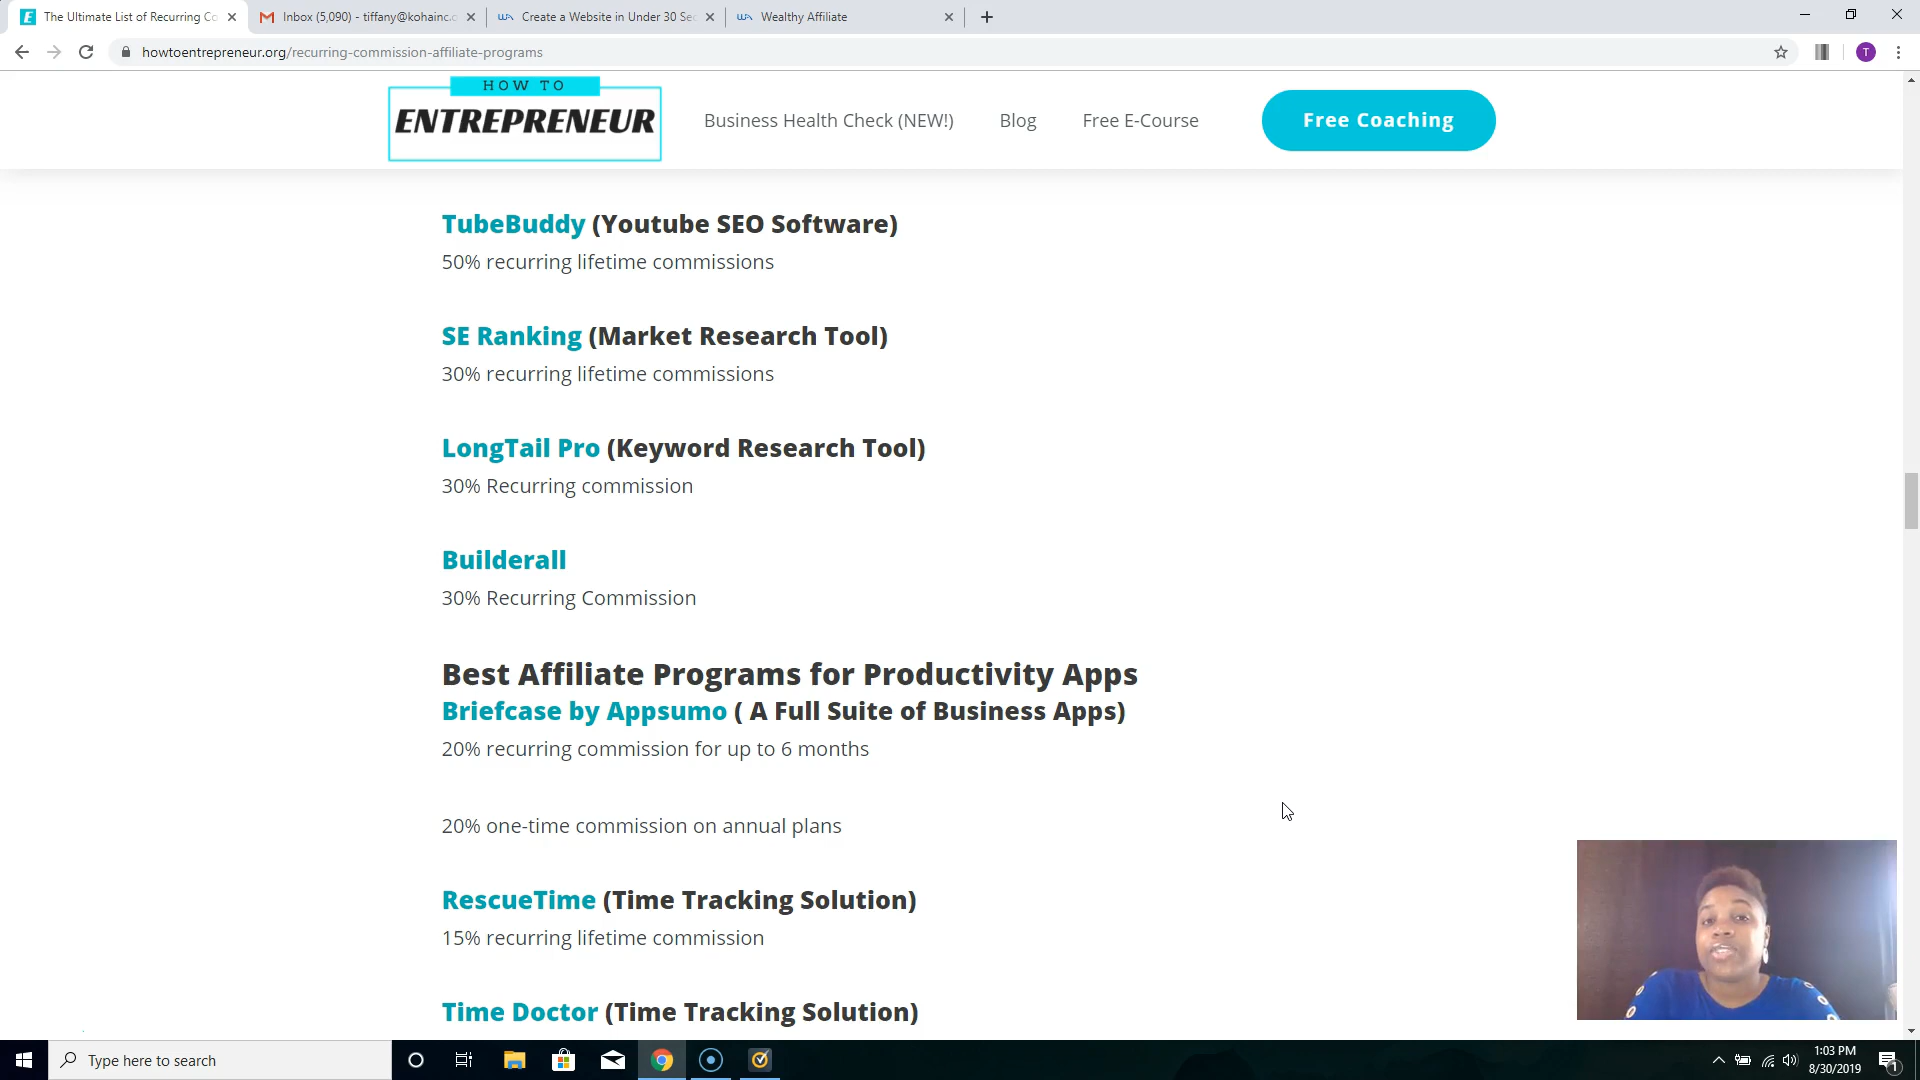 The Ultimate List of Recurring Co
Inbox (5,090) - tiffany@kohainc.c
Create a Website in Under 30 Sec
Wealthy Affiliate
howtoentrepreneur.org/recurring-commission-affiliate-programs
T
HOW TO
ENTREPRENEUR
Business Health Check (NEW!)
Blog
Free E-Course
Free Coaching
TubeBuddy (Youtube SEO Software)
50% recurring lifetime commissions
SE Ranking (Market Research Tool)
30% recurring lifetime commissions
LongTail Pro (Keyword Research Tool)
30% Recurring commission
Builderall
30% Recurring Commission
Best Affiliate Programs for Productivity Apps
Briefcase by Appsumo ( A Full Suite of Business Apps)
20% recurring commission for up to 6 months
20% one-time commission on annual plans
RescueTime (Time Tracking Solution)
15% recurring lifetime commission
Time Doctor (Time Tracking Solution)
Type here to search
1:03 PM
8/30/2019
1